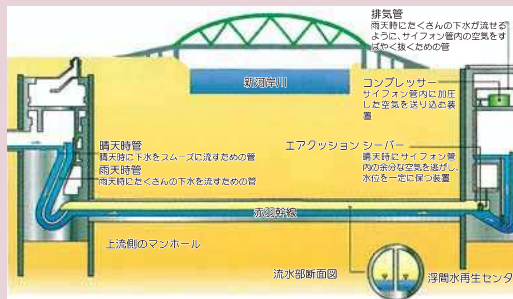 排気管
雨天時にたくさんの下水が流せる
ように、サイフォン管内の空気をす
ばやく抜くための管
新河岸川
コンプレッサー
サイフォン管内に加圧
した空気を送り込む装
置
晴天時管
晴天時に下水をスムーズに流すための管
雨天時管
雨天時にたくさんの下水を流すための管
エアクッション シーバー
晴天時にサイフォン管
内の余分な空気を逃がし、
水位を一定に保つ装置
赤羽幹線
上流側のマンホール
流水部断面図
浮間水再生センタ